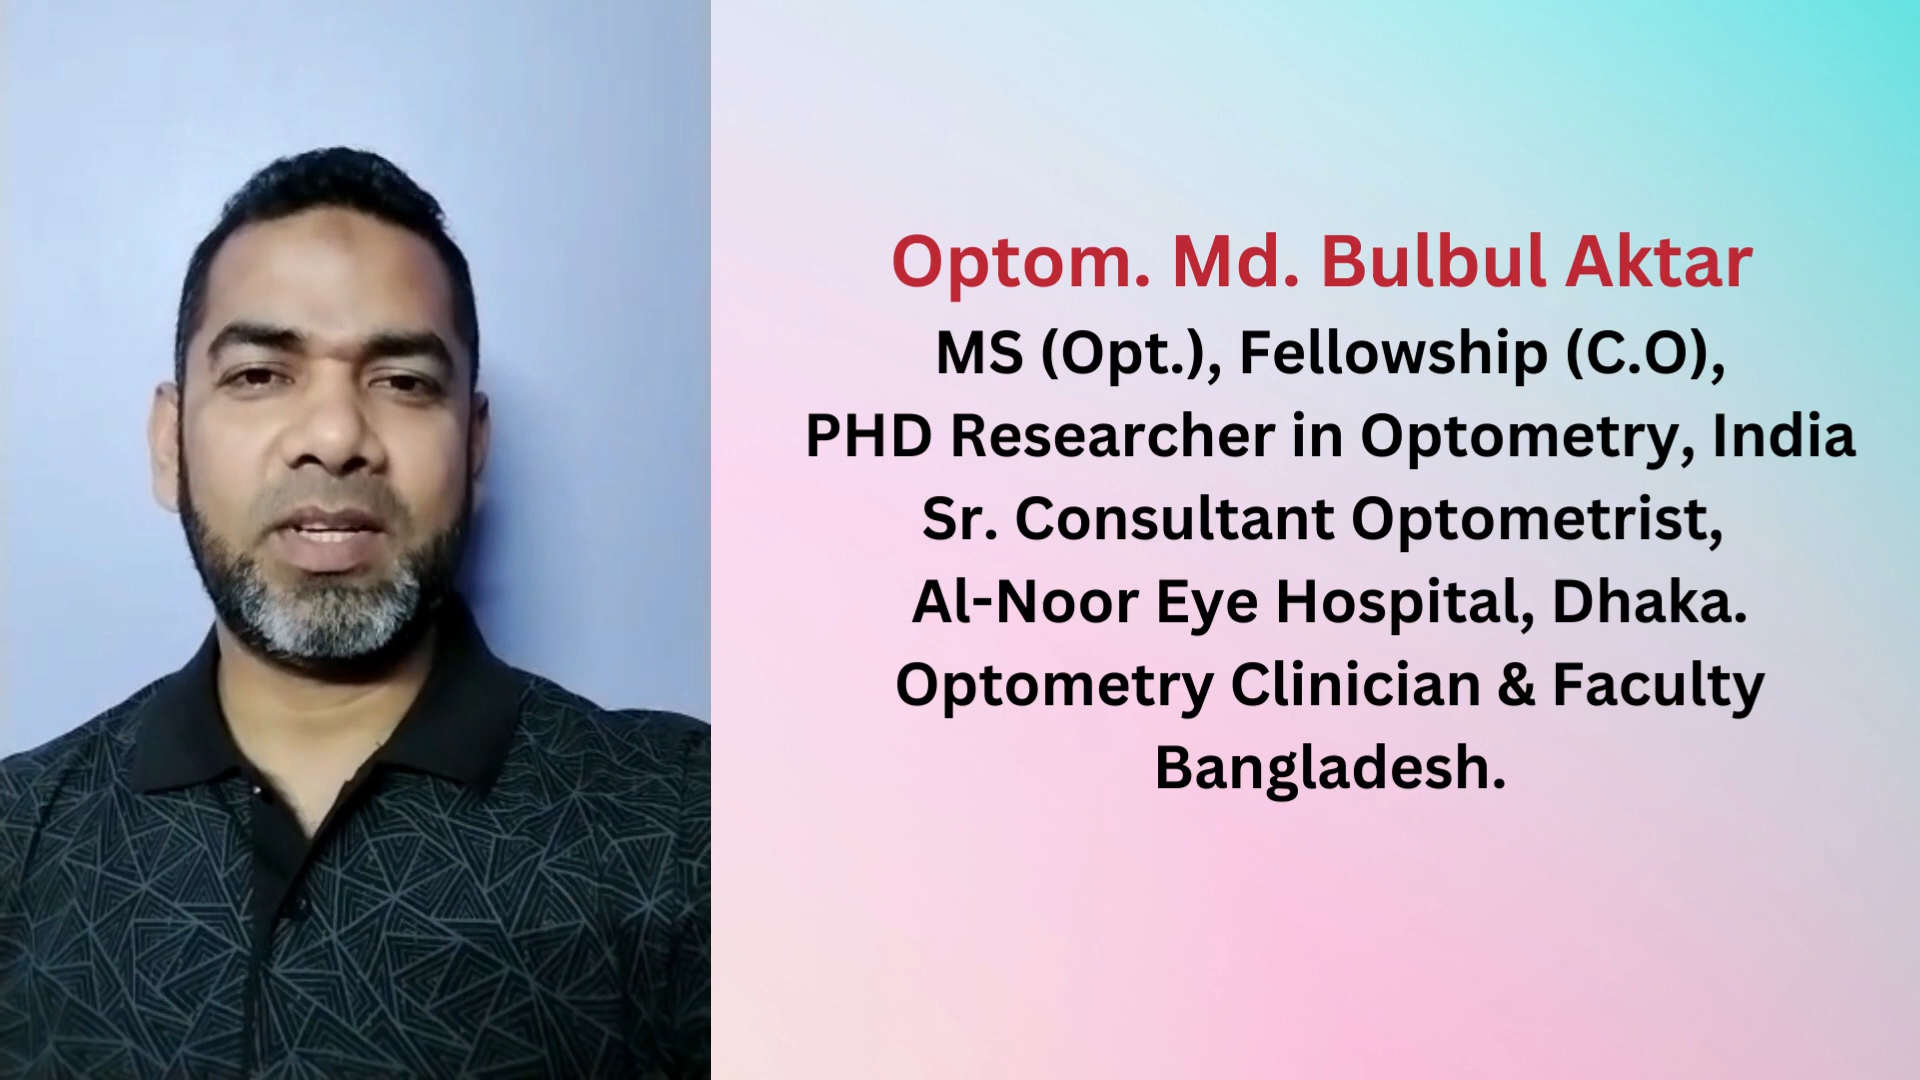 Optom. Md. Bulbul Aktar
MS (Opt.), Fellowship (C.O),
PHD Researcher in Optometry, India
Sr. Consultant Optometrist,
Al-Noor Eye Hospital, Dhaka.
Optometry Clinician & Faculty
Bangladesh.